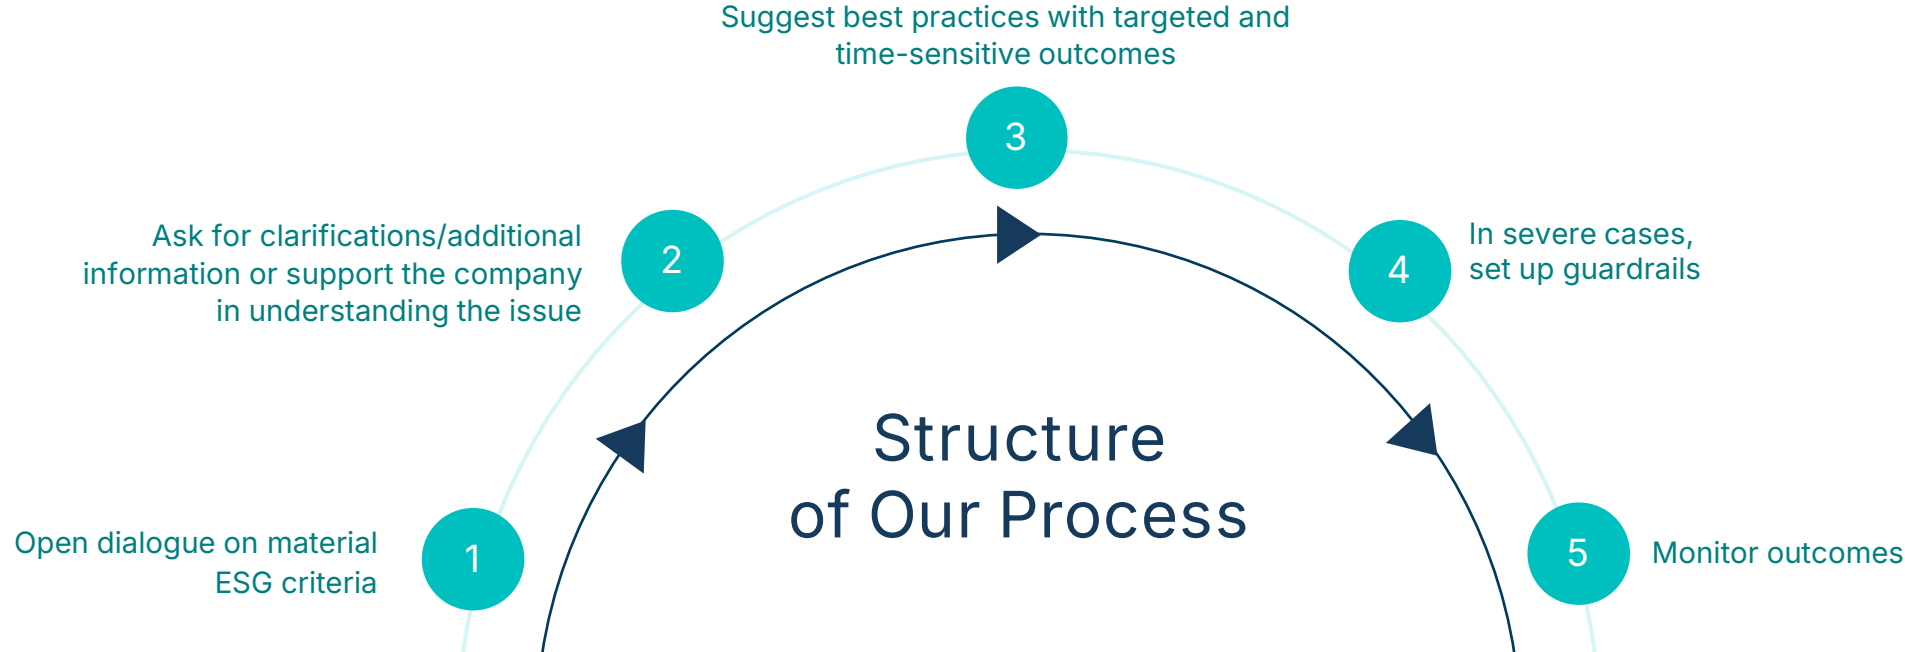 Suggest best practices with targeted and
time-sensitive outcomes
3
Ask for clarifications/additional
information or support the company
in understanding the issue
2
4
In severe cases,
set up guardrails
Structure
of Our Process
Open dialogue on material
ESG criteria
1
5
Monitor outcomes